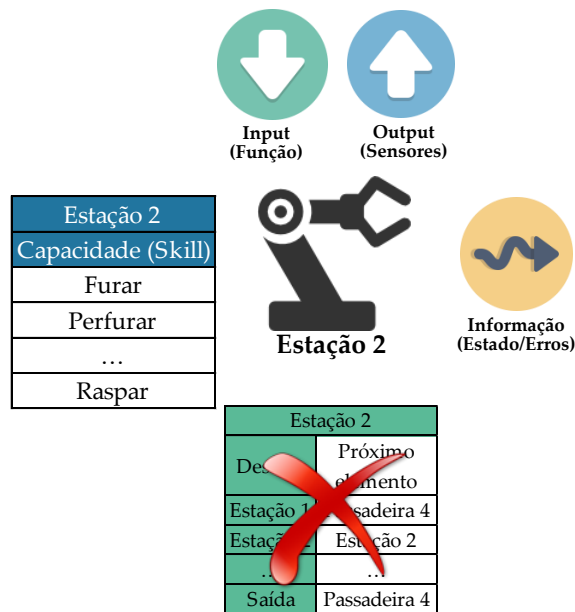 Input
(Função)
Output
(Sensores)
Estação 2
Capacidade (Skill)
Furar
Perfurar
…
Raspar
Estação 2
Informação
(Estado/Erros)
Estação 2
Próximo
Estação 1
Passadeira 4
Estação 2
…
…
Saída
Passadeira 4